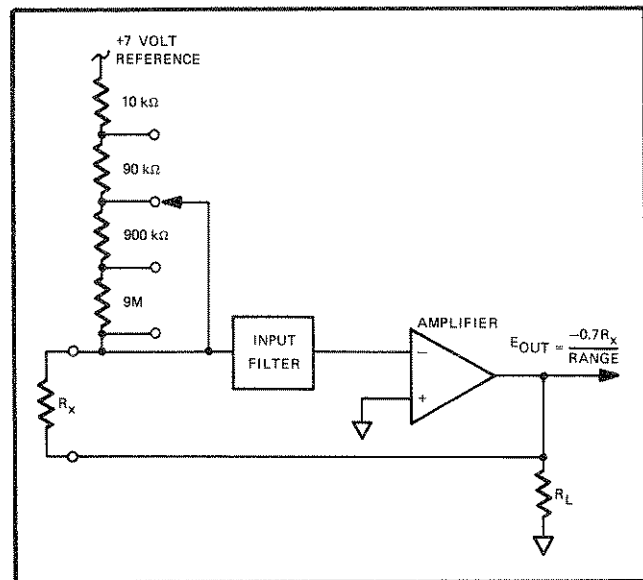 +7 VOLT
REFERENCE
10 kΩ
90 kΩ
900 kΩ
9M
INPUT
FILTER
AMPLIFIER
−
+
E_OUT = −0.7R_x / RANGE
R_x
R_L